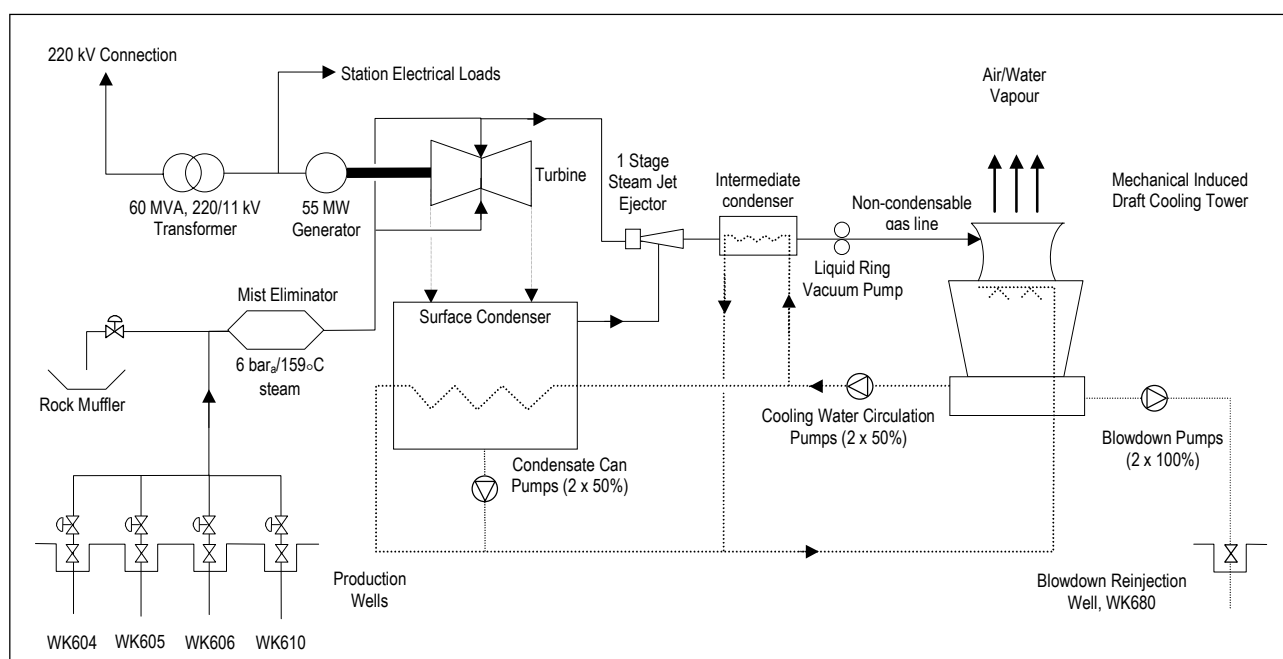 220 kV Connection
Station Electrical Loads
Air/Water
Vapour
60 MVA, 220/11 kV
Transformer
55 MW
Generator
Turbine
1 Stage
Steam Jet
Ejector
Intermediate
condenser
Non-condensable
gas line
Liquid Ring
Vacuum Pump
Mechanical Induced
Draft Cooling Tower
Mist Eliminator
6 barₐ/159○C
steam
Rock Muffler
Surface Condenser
Cooling Water Circulation
Pumps (2 x 50%)
Blowdown Pumps
(2 x 100%)
Condensate Can
Pumps (2 x 50%)
Production
Wells
Blowdown Reinjection
Well, WK680
WK604 WK605 WK606 WK610